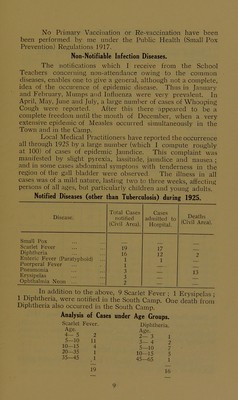 No Primary Vaccination or Re-vaccination have been
been performed by me under the Public Health (Small Pox
Prevention) Regulations 1917.
Non-Notifiable Infection Diseases.
The notifications which I receive from the School
Teachers concerning non-attendance owing to the common
diseases, enables one to give a general, although not a complete,
idea of the occurence of epidemic disease. Thus in January
and February, Mumps and Influenza were very prevalent. In
April, May, June and July, a large number of cases of Whooping
Cough were reported. After this there appeared to be a
complete freedom until the month of December, when a very
extensive epidemic of Measles occurred simultaneously in the
Town and in the Camp.
Local Medical Practitioners have reported the occurrence
all through 1925 by a large number (which I compute roughly
at 100) of cases of epidemic Jaundice. This complaint was
manifested by slight pyrexia, lassitude, jaundice and nausea;
and in some cases abdominal symptoms with tenderness in the
region of the gall bladder were observed. The illness in all
cases was of a mild nature, lasting two to three weeks, affecting
persons of all ages, but particularly children and young adults.
Notified Diseases (other than Tuberculosis) during 1925.
Disease. Total Cases notified (Civil Area). Cases admitted to Hospital. Deaths (Civil Area).
Small Pox
Scarlet Fever 19 17
Diphtheria 16 12 2
Enteric Fever (Paratyphoid) 1 1
Puerperal Fever
Pneumonia 13
Erysipelas
Ophthalmia Neon
In addition to the above, 9 Scarlet Fever; 1 Erysipelas;
1 Diphtheria, were notified in the South Camp. One death from
Diphtheria also occurred in the South Camp.
Analysis of Cases under Age Groups.
Scarlet Fever. Diphtheria.
Age. Age.
4— 5 2 2— 3 1
5—10 11 3— 4 2
10—15 4 5—10 7
20—35 1 10—15 5
35—45 1 45—65 1
19 16
9